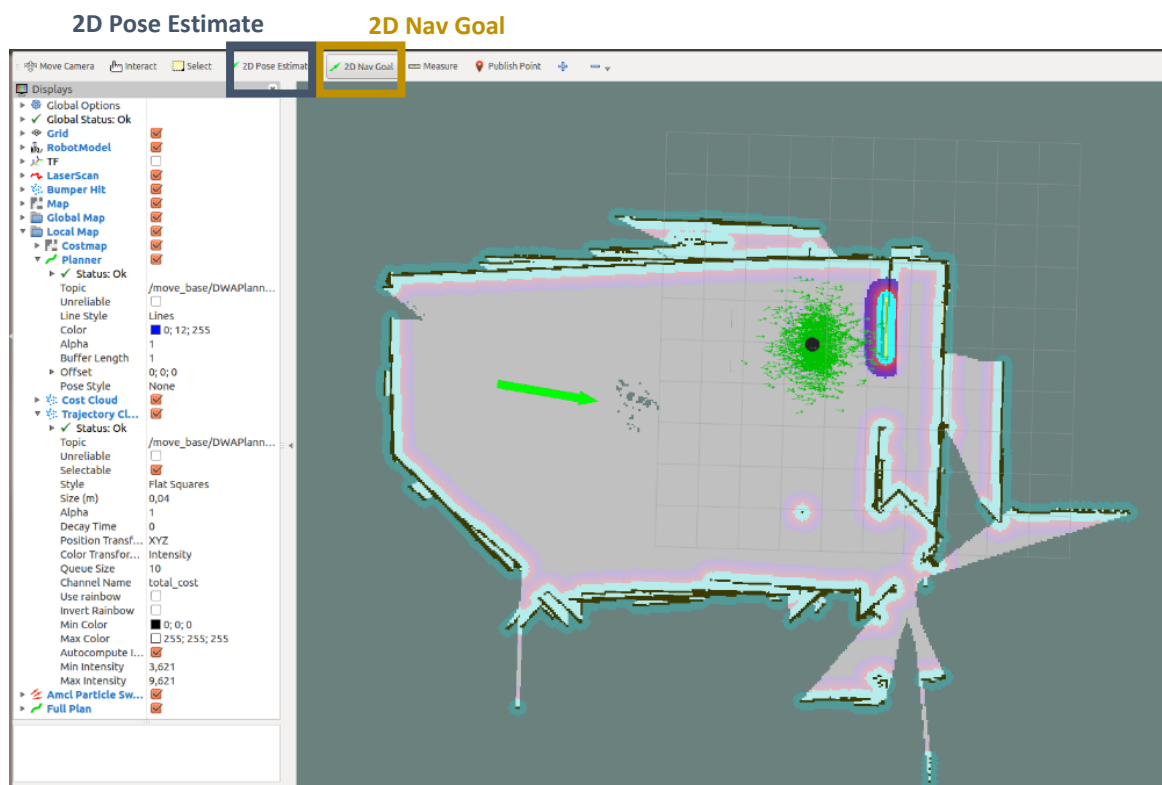 2D Pose Estimate 2D Nav Goal
Move Camera Interact Select 2D Pose Estimat 2D Nav Goal Measure Publish Point
Displays
Global Options
Global Status: Ok
Grid
RobotModel
TF
LaserScan
Bumper Hit
Map
Global Map
Local Map
Costmap
Planner
Status: Ok
Topic /move_base/DWAPlann...
Unreliable
Line Style Lines
Color 0; 12; 255
Alpha 1
Buffer Length 1
Offset 0; 0; 0
Pose Style None
Cost Cloud
Trajectory Cl...
Status: Ok
Topic /move_base/DWAPlann...
Unreliable
Selectable
Style Flat Squares
Size (m) 0,04
Alpha 1
Decay Time 0
Position Transf... XYZ
Color Transfor... Intensity
Queue Size 10
Channel Name total_cost
Use rainbow
Invert Rainbow
Min Color 0; 0; 0
Max Color 255; 255; 255
Autocompute I...
Min Intensity 3,621
Max Intensity 9,621
Amcl Particle Sw...
Full Plan